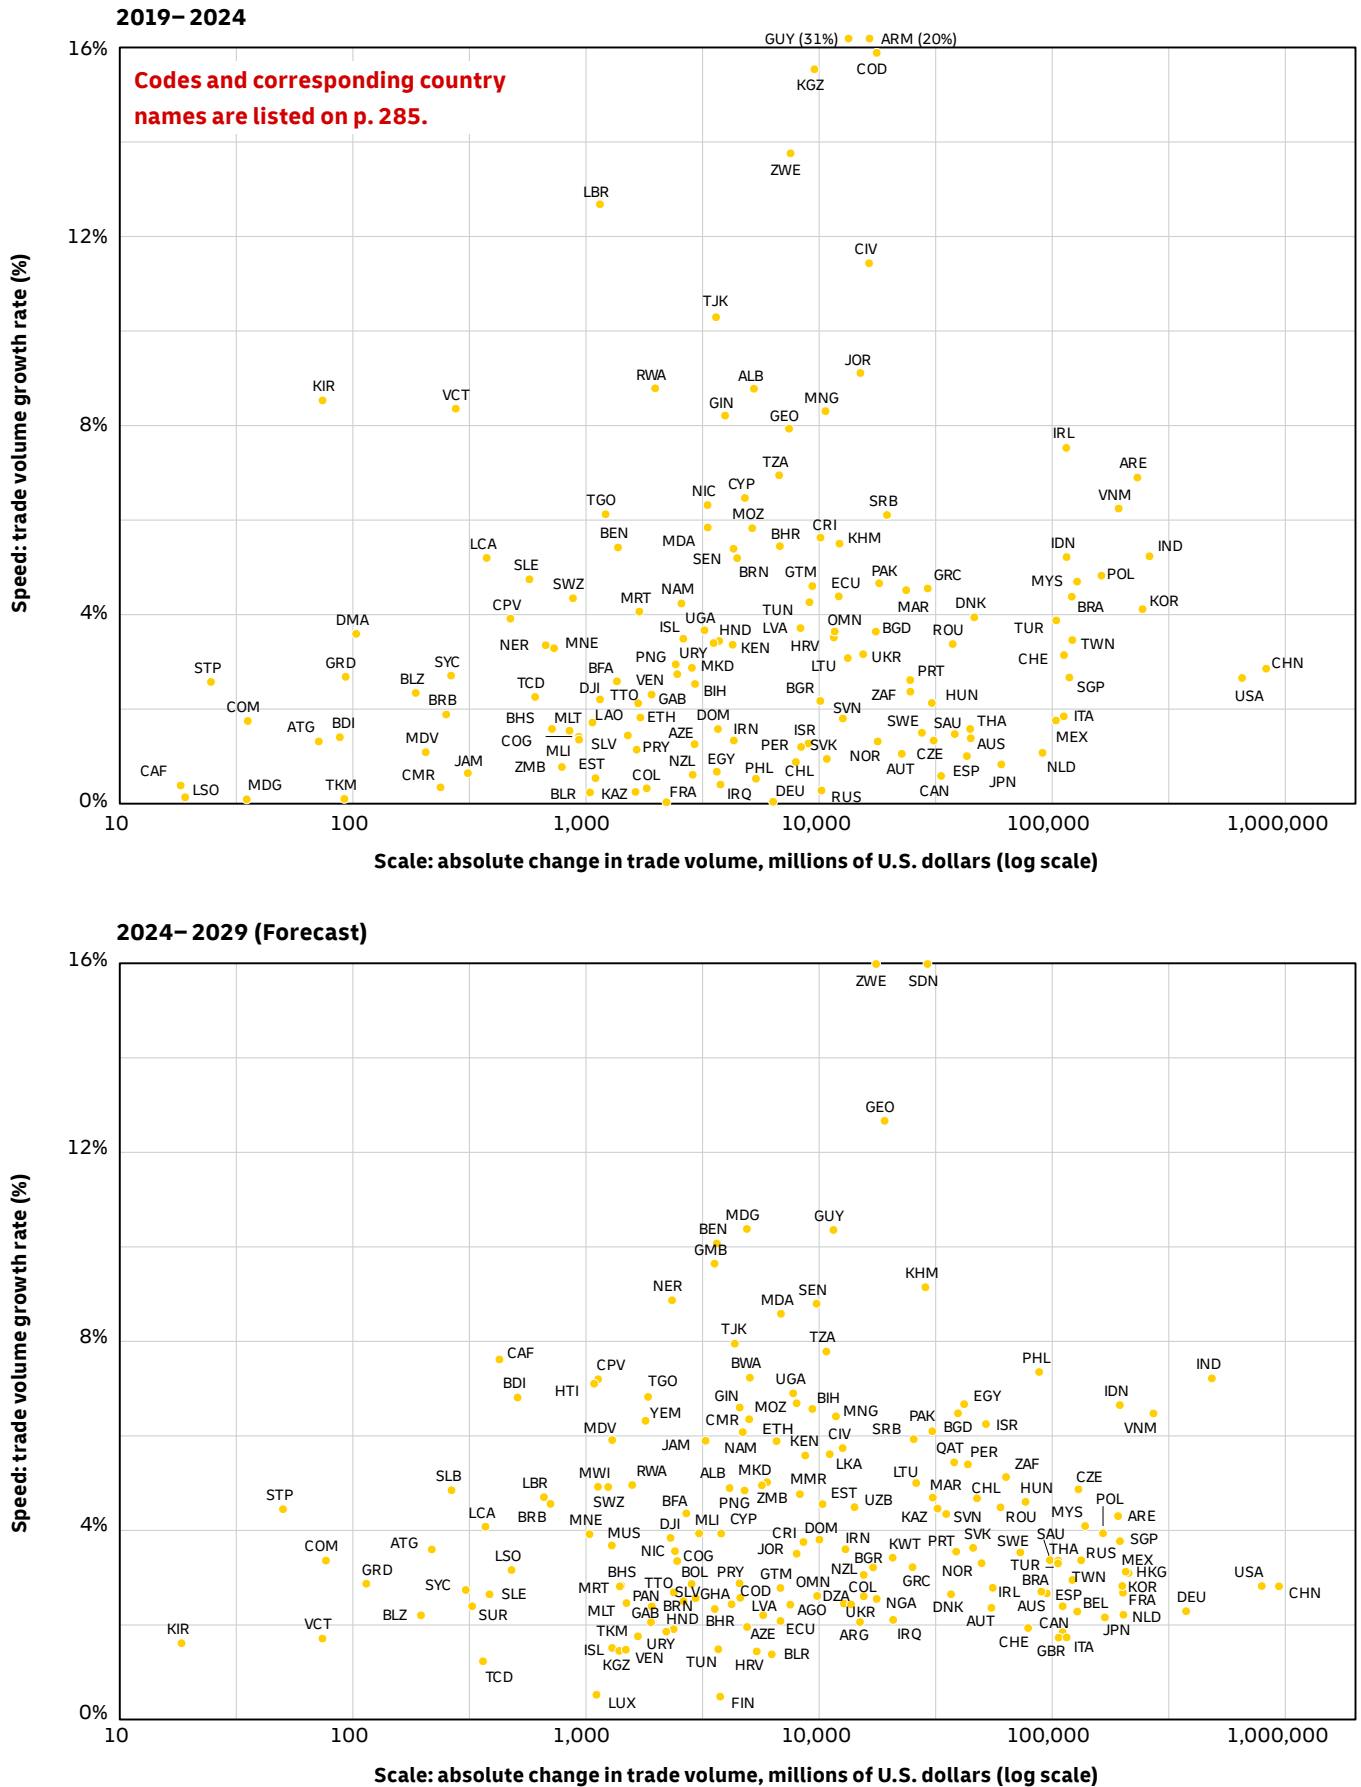 2019–2024
16%
GUY (31%) ARM (20%)
COD
KGZ
Codes and corresponding country
names are listed on p. 285.
ZWE
LBR
12%
CIV
TJK
JOR
KIR
VCT
RWA
ALB
GIN
MNG
GEO
8%
IRL
TZA
ARE
NIC
CYP
VNM
TGO
MOZ
SRB
BEN
MDA
BHR
CRI
KHM
LCA
SEN
IDN
IND
SLE
BRN
SWZ
GTM
ECU
PAK
GRC
MYS
POL
CPV
MRT
NAM
TUN
MAR
DNK
BRA
KOR
4%
DMA
UGA
ISL
HND
LVA
OMN
BGD
ROU
TUR
NER
MNE
KEN
HRV
TWN
STP
GRD
SYC
PNG
URY
MKD
LTU
UKR
CHE
CHN
BLZ
BFA
VEN
PRT
USA
TCD
DJI
TTO
GAB
BIH
BGR
ZAF
HUN
SGP
COM
BRB
ATG
BDI
BHS
MLT
LAO
ETH
DOM
SVN
SWE
SAU
THA
ITA
MDV
COG
MLI
SLV
AZE
IRN
ISR
PER
SVK
AUS
MEX
PRY
NOR
CZE
CAF
JAM
ZMB
EST
NZL
EGY
PHL
CHL
AUT
ESP
NLD
LSO
MDG
TKM
CMR
COL
CAN
JPN
BLR
KAZ
FRA
IRQ
DEU
RUS
0%
10 100 1,000 10,000 100,000 1,000,000
Speed: trade volume growth rate (%)
Scale: absolute change in trade volume, millions of U.S. dollars (log scale)
2024–2029 (Forecast)
16%
ZWE
SDN
GEO
12%
MDG
GUY
BEN
GMB
KHM
NER
SEN
MDA
8%
TJK
TZA
CAF
CPV
BWA
PHL
IND
BDI
HTI
TGO
UGA
GIN
BIH
EGY
IDN
YEM
MOZ
MNG
PAK
BGD
ISR
VNM
MDV
CMR
ETH
CIV
SRB
JAM
NAM
KEN
LKA
QAT
PER
SLB
MWI
RWA
ALB
MKD
MMR
LTU
ZAF
CZE
STP
LBR
SWZ
PNG
ZMB
EST
UZB
MAR
CHL
HUN
POL
LCA
BRB
BFA
CYP
KAZ
SVN
ROU
MYS
ARE
4%
MNE
MLI
ATG
MUS
DJI
CRI
DOM
IRN
KWT
PRT
SVK
SWE
SAU
SGP
COM
NIC
COG
JOR
BGR
THA
RUS
LSO
NZL
TUR
MEX
GRD
BHS
BOL
PRY
GTM
GRC
NOR
TWN
HKG
SYC
SLE
MRT
TTO
SLV
GHA
COD
OMN
COL
IRL
BRA
KOR
USA
CHN
PAN
DZA
NGA
DNK
ESP
FRA
DEU
BLZ
SUR
MLT
GAB
BRN
LVA
AGO
UKR
AUS
BEL
KIR
VCT
HND
BHR
ECU
ARG
IRQ
AUT
CAN
JPN
NLD
TKM
AZE
CHE
TCD
ISL
URY
TUN
HRV
BLR
GBR
ITA
KGZ
VEN
LUX
FIN
0%
10 100 1,000 10,000 100,000 1,000,000
Speed: trade volume growth rate (%)
Scale: absolute change in trade volume, millions of U.S. dollars (log scale)